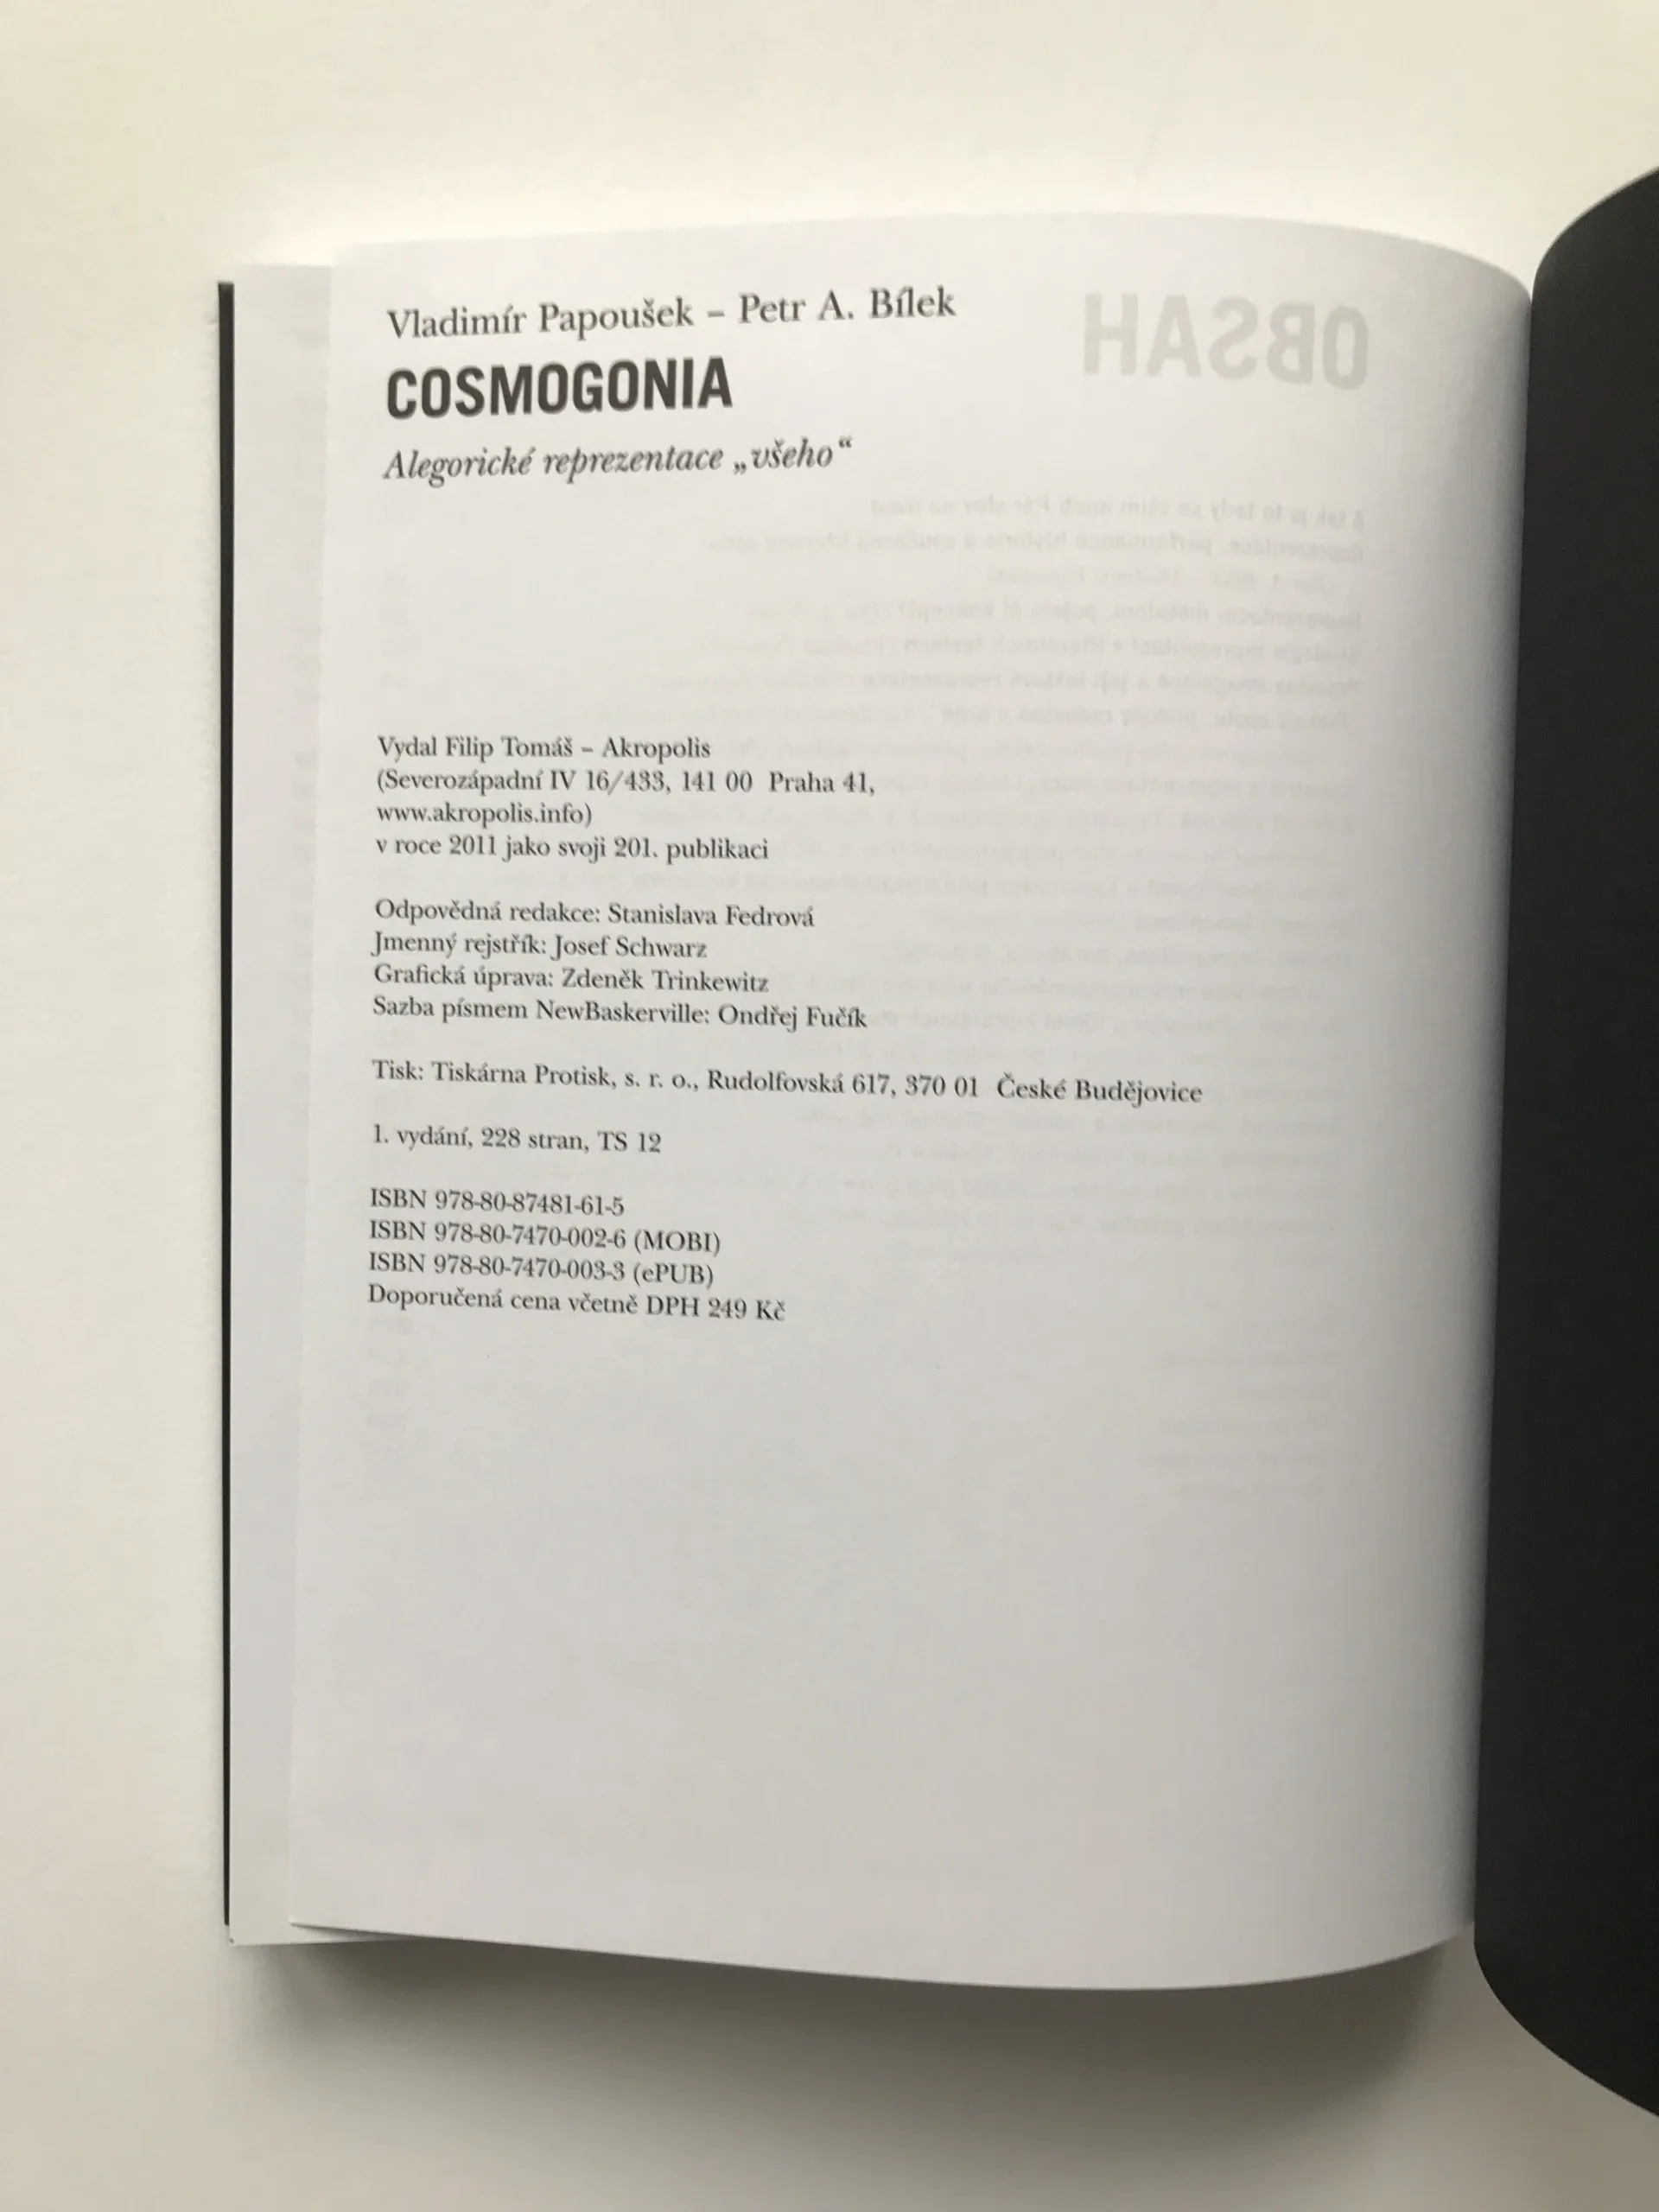 Vladimír Papoušek – Petr A. Bílek
COSMOGONIA
Alegorické reprezentace „všeho“
OBSAH
Vydal Filip Tomáš – Akropolis
(Severozápadní IV 16/433, 141 00 Praha 41,
www.akropolis.info)
v roce 2011 jako svoji 201. publikaci
Odpovědná redakce: Stanislava Fedrová
Jmenný rejstřík: Josef Schwarz
Grafická úprava: Zdeněk Trinkewitz
Sazba písmem NewBaskerville: Ondřej Fučík
Tisk: Tiskárna Protisk, s. r. o., Rudolfovská 617, 370 01 České Budějovice
1. vydání, 228 stran, TS 12
ISBN 978-80-87481-61-5
ISBN 978-80-7470-002-6 (MOBI)
ISBN 978-80-7470-003-3 (ePUB)
Doporučená cena včetně DPH 249 Kč